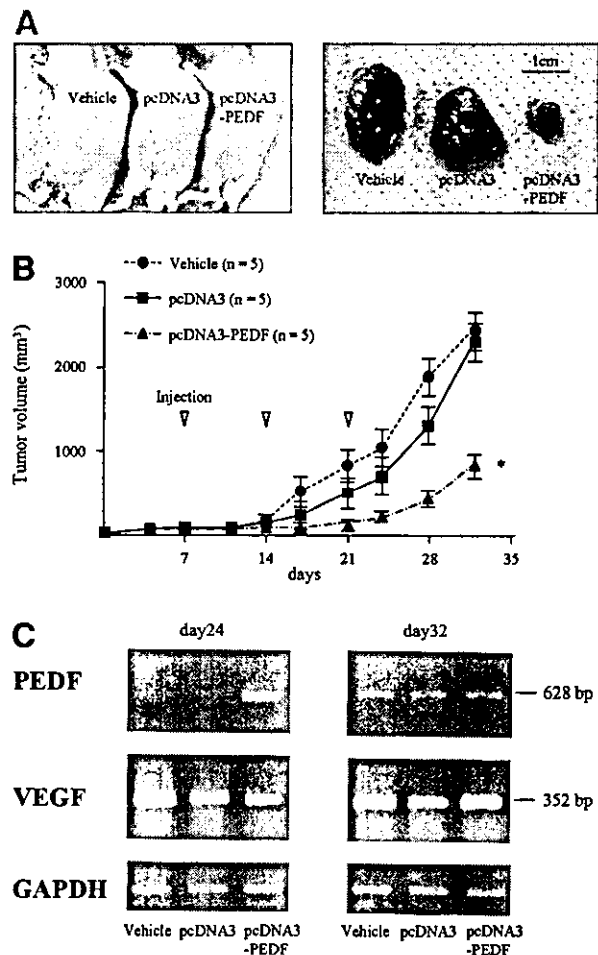 A
Vehicle pcDNA3 pcDNA3
-PEDF
1cm
Vehicle pcDNA3 pcDNA3
-PEDF
B
Tumor volume (mm³)
3000
2000
1000
Vehicle (n = 5)
pcDNA3 (n = 5)
pcDNA3-PEDF (n = 5)
Injection
*
7 14 21 28 35
days
C
day24 day32
PEDF
628 bp
VEGF
352 bp
GAPDH
Vehicle pcDNA3 pcDNA3
-PEDF
Vehicle pcDNA3 pcDNA3
-PEDF